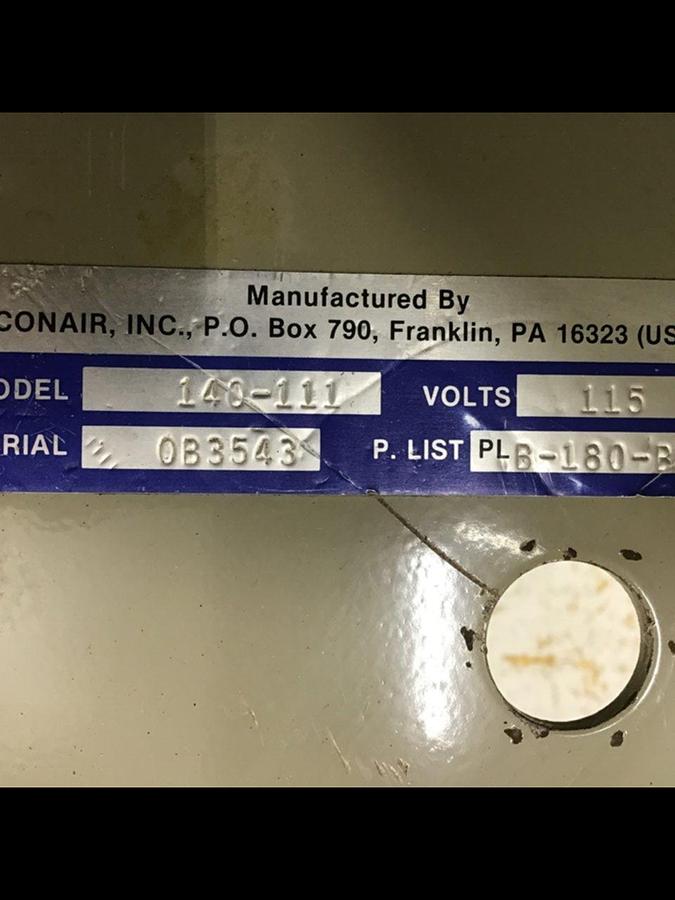 Manufactured By
CONAIR, INC., P.O. Box 790, Franklin, PA 16323 (US
ODEL 140-111 VOLTS 115
RIAL 0B3543 P. LIST PL B-180-B